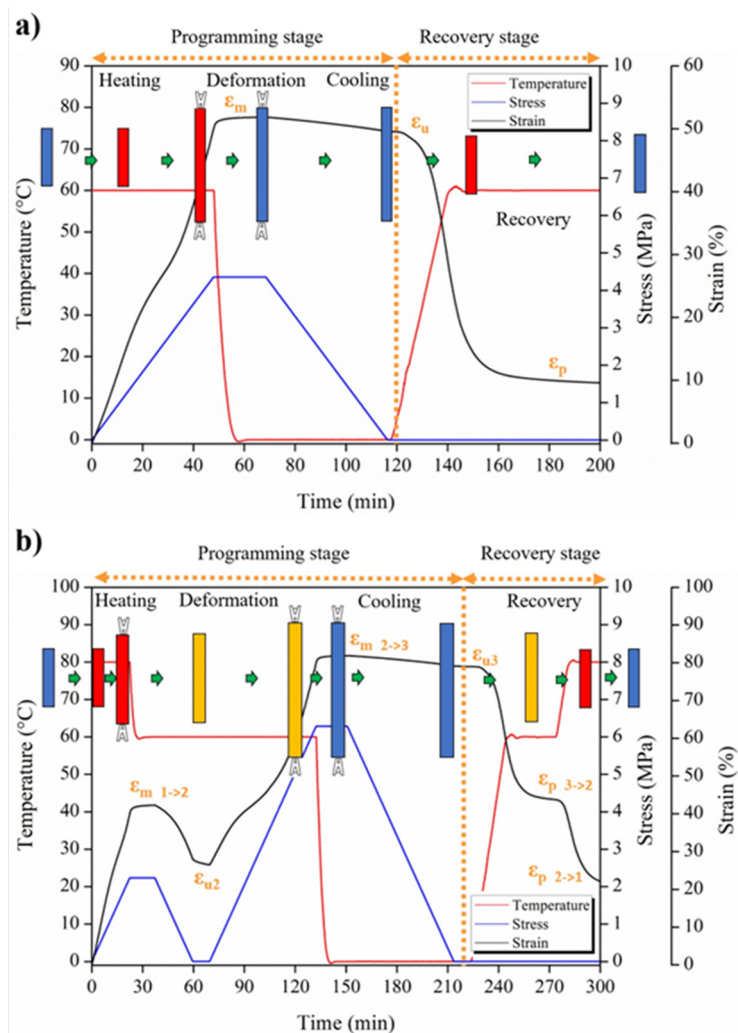 a)
Programming stage
Recovery stage
90
80
70
60
50
40
30
20
10
0
Temperature (°C)
Heating
Deformation
Cooling
Temperature
Stress
Strain
εm
εu
Recovery
εp
10
9
8
7
6
5
4
3
2
1
0
Stress (MPa)
60
50
40
30
20
10
0
Strain (%)
0
20
40
60
80
100
120
140
160
180
200
Time (min)
b)
Programming stage
Recovery stage
100
90
80
70
60
50
40
30
20
10
0
Temperature (°C)
Heating
Deformation
Cooling
Recovery
εm 2->3
εu3
εm 1->2
εu2
εp 3->2
εp 2->1
Temperature
Stress
Strain
10
9
8
7
6
5
4
3
2
1
0
Stress (MPa)
100
90
80
70
60
50
40
30
20
10
0
Strain (%)
0
30
60
90
120
150
180
210
240
270
300
Time (min)